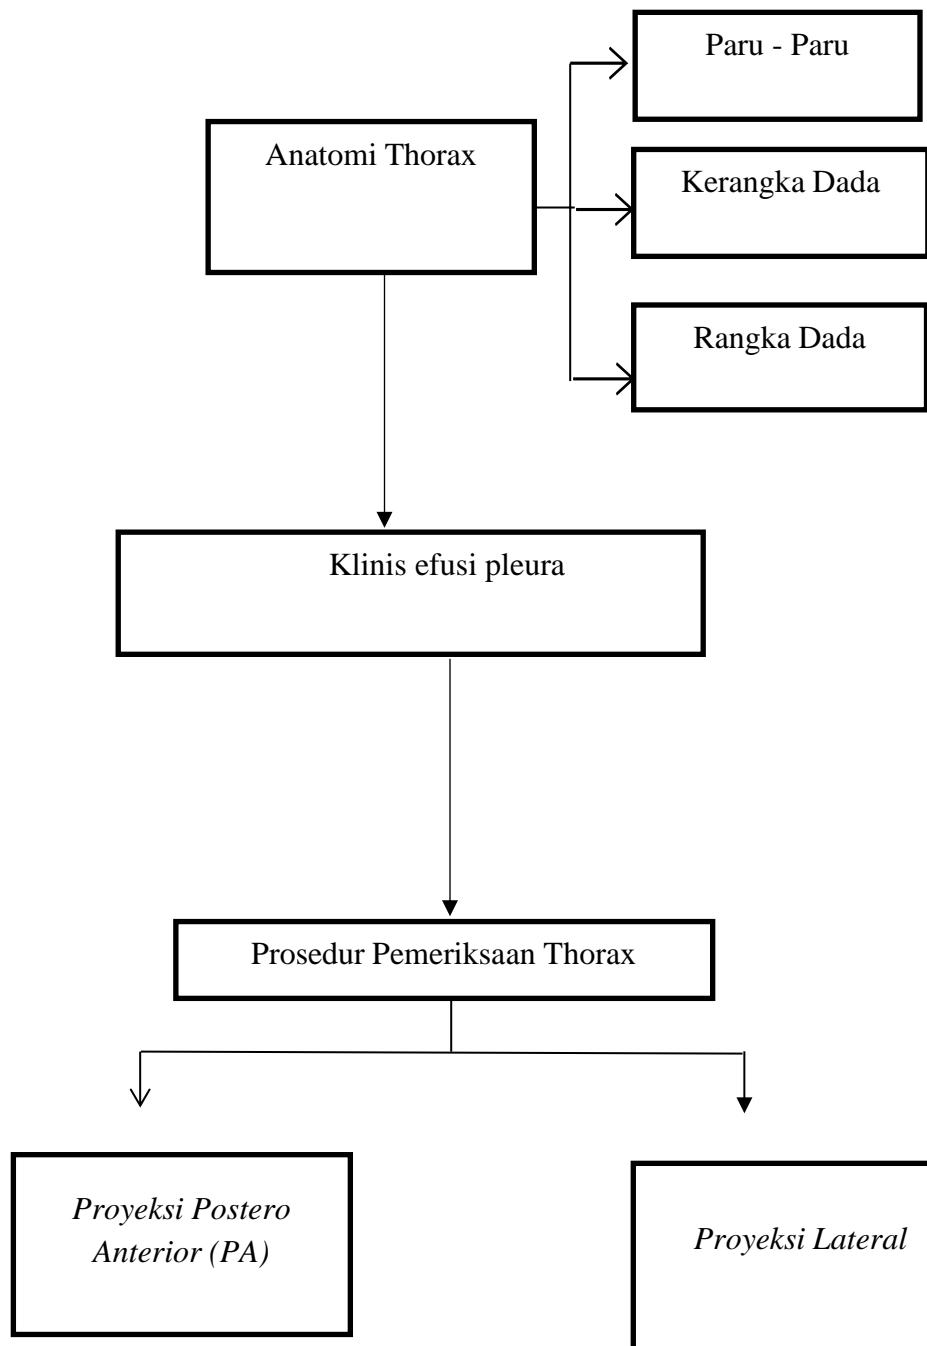 Paru - Paru
Anatomi Thorax
Kerangka Dada
Rangka Dada
Klinis efusi pleura
Prosedur Pemeriksaan Thorax
Proyeksi Postero
Anterior (PA)
Proyeksi Lateral